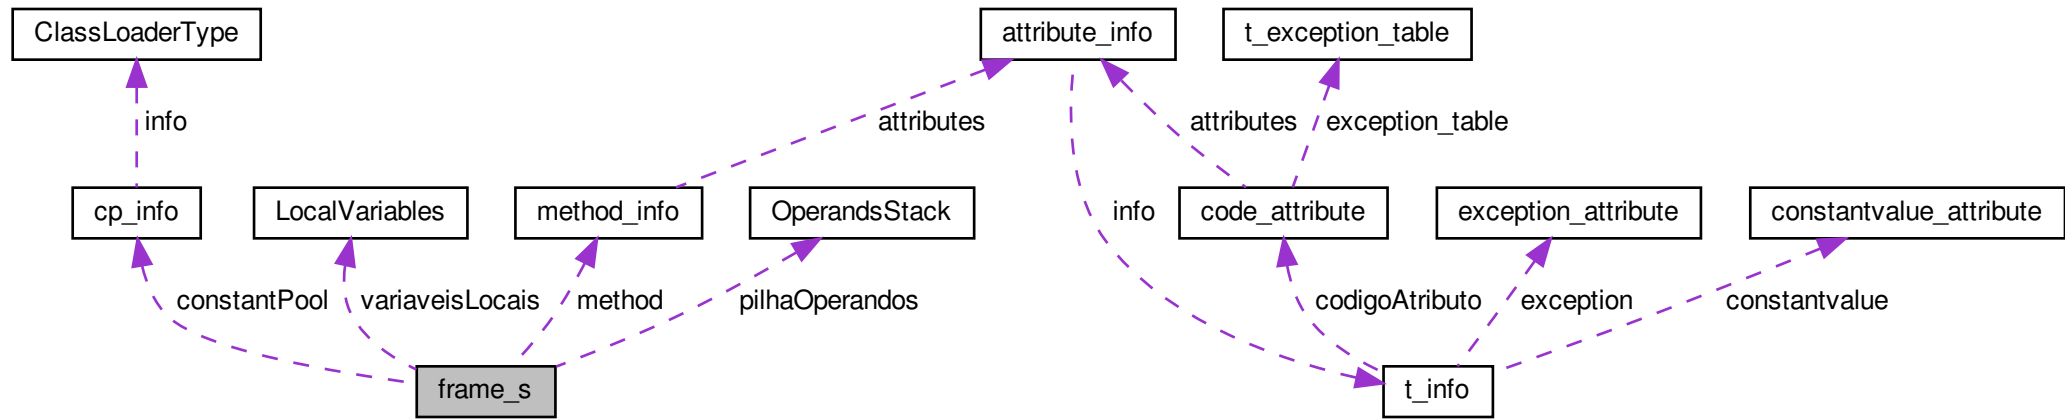 ClassLoaderType
attribute_info
t_exception_table
info
attributes
attributes
exception_table
cp_info
LocalVariables
method_info
OperandsStack
info
code_attribute
exception_attribute
constantvalue_attribute
constantPool
variaveisLocais
method
pilhaOperandos
codigoAtributo
exception
constantvalue
frame_s
t_info